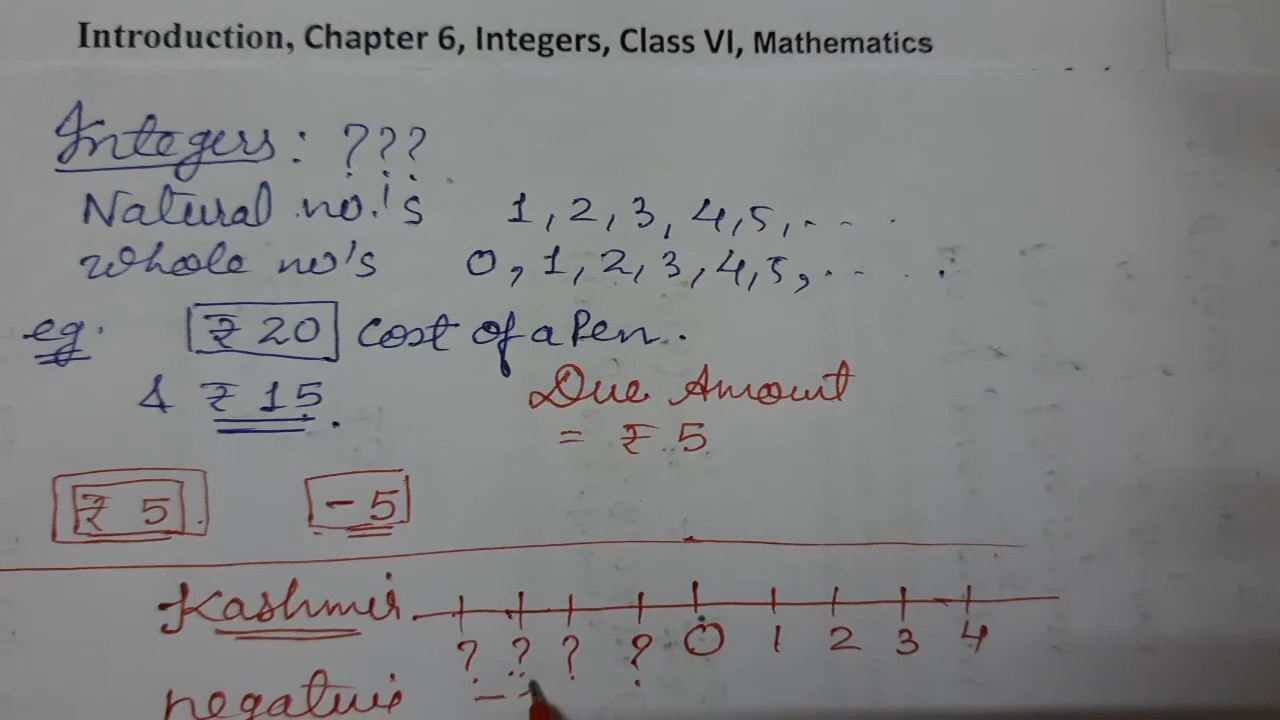 Introduction, Chapter 6, Integers, Class VI, Mathematics
Integers: ???
Natural no.'s 1, 2, 3, 4, 5, ....
Whole no's 0, 1, 2, 3, 4, 5, .....
eg. ₹ 20 cost of a Pen.
₹ 15.
Due Amount
= ₹ 5
₹ 5 - 5
Kashmir
? ? ? ? 0 1 2 3 4